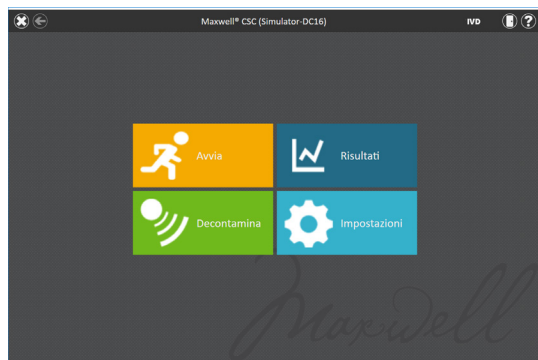 Maxwell® CSC (Simulator-DC16)
IVD
?
Avvia
Risultati
Decontamina
Impostazioni
Maxwell